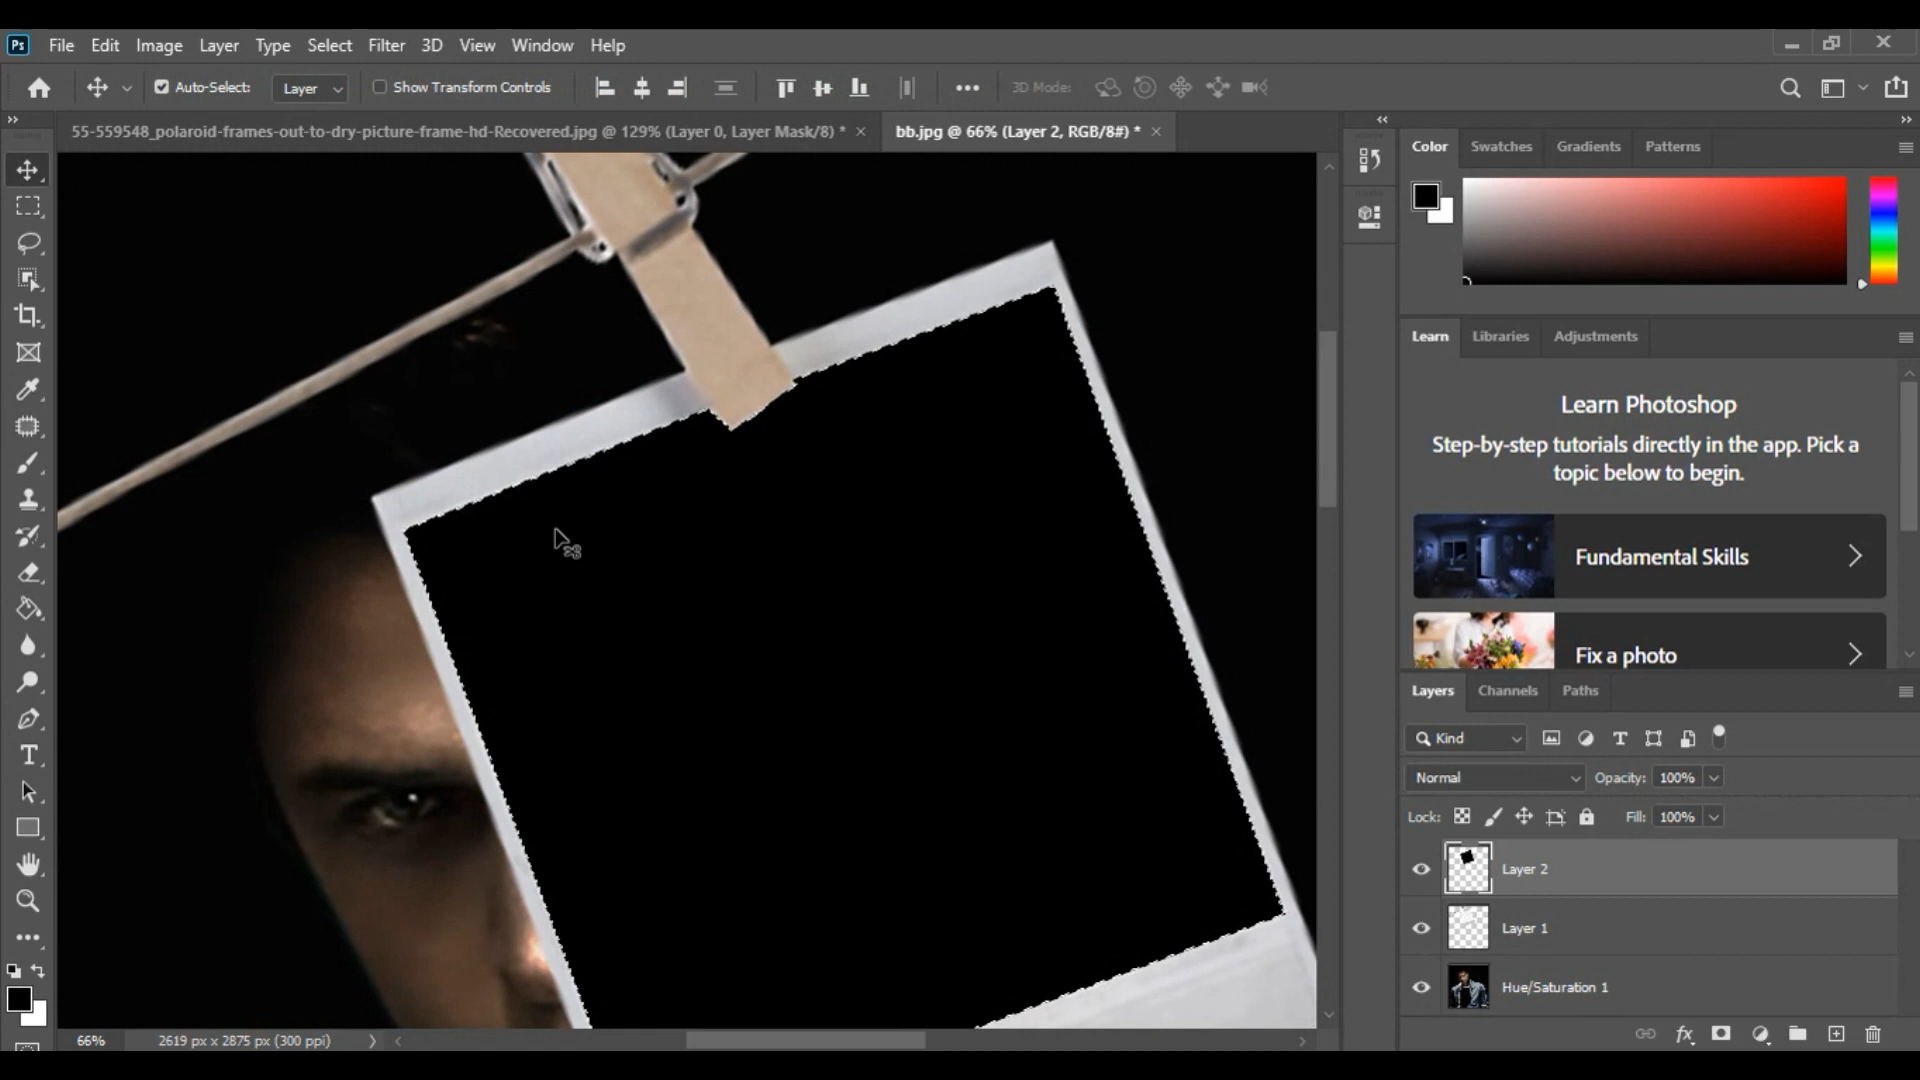 Ps File Edit Image Layer Type Select Filter 3D View Window Help
Auto-Select: Layer Show Transform Controls 3D Mode:
55-559548_polaroid-frames-out-to-dry-picture-frame-hd-Recovered.jpg @ 129% (Layer 0, Layer Mask/8) * × bb.jpg @ 66% (Layer 2, RGB/8#) * ×
Color Swatches Gradients Patterns
Learn Libraries Adjustments
Learn Photoshop
Step-by-step tutorials directly in the app. Pick a
topic below to begin.
Fundamental Skills
Fix a photo
Layers Channels Paths
Kind
Normal Opacity: 100%
Lock: Fill: 100%
Layer 2
Layer 1
Hue/Saturation 1
fx
66% 2619 px x 2875 px (300 ppi)